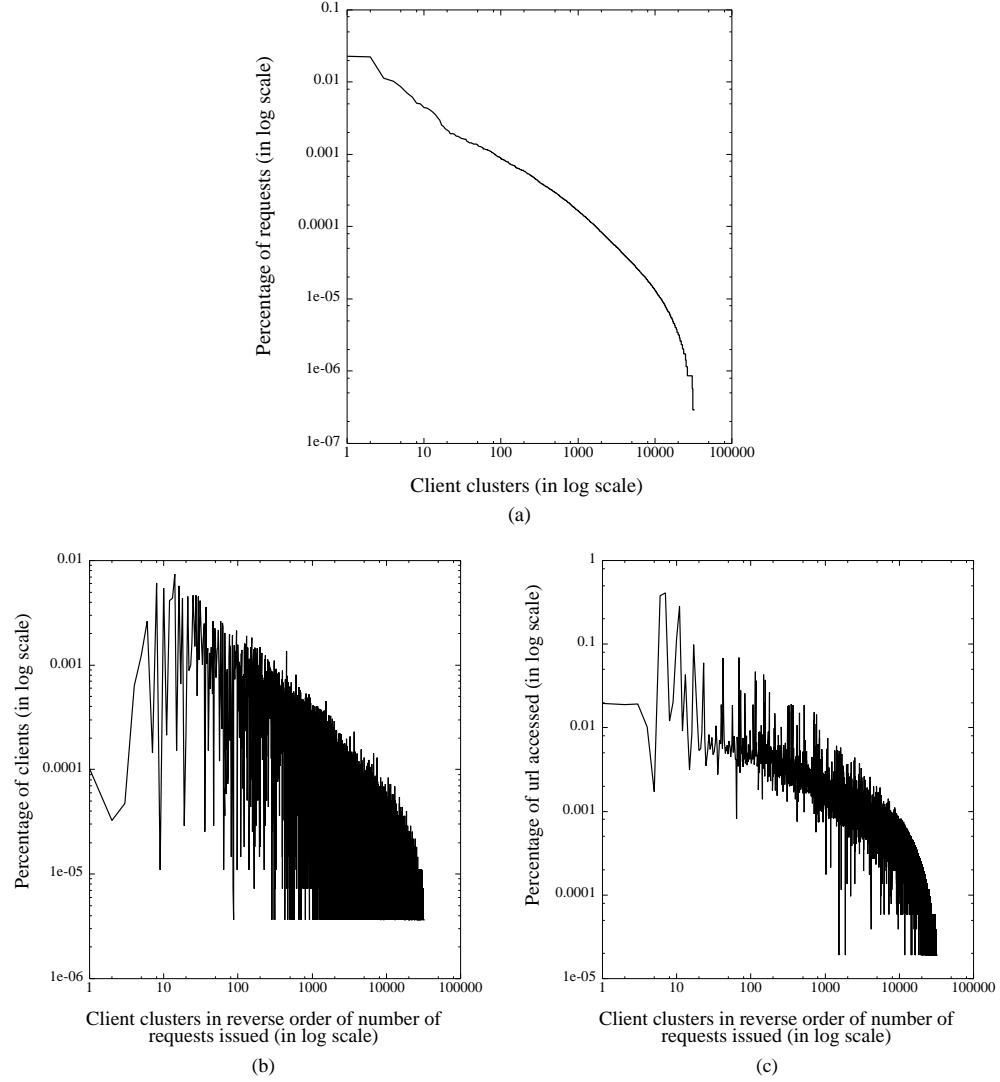 0.1
0.01
0.001
0.0001
1e-05
1e-06
1e-07
Percentage of requests (in log scale)
1 10 100 1000 10000 100000
Client clusters (in log scale)
(a)
0.01
0.001
0.0001
1e-05
1e-06
Percentage of clients (in log scale)
1 10 100 1000 10000 100000
Client clusters in reverse order of number of
requests issued (in log scale)
(b)
1
0.1
0.01
0.001
0.0001
1e-05
Percentage of url accessed (in log scale)
1 10 100 1000 10000 100000
Client clusters in reverse order of number of
requests issued (in log scale)
(c)